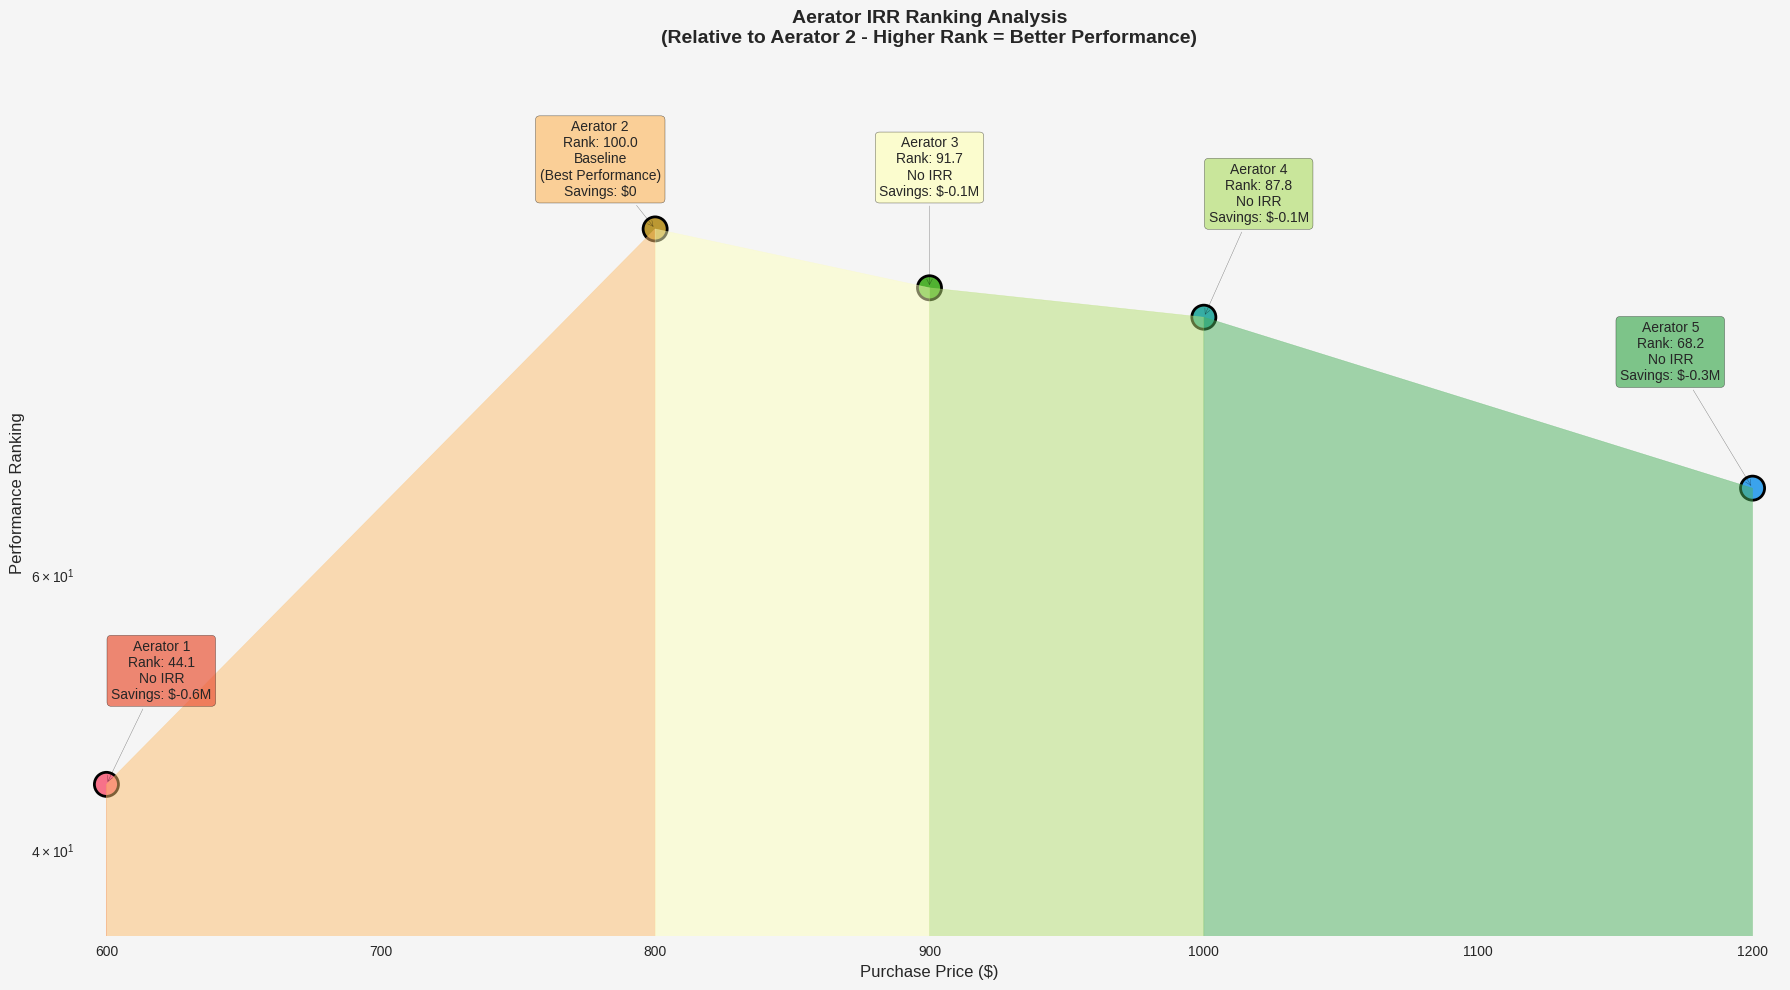 Aerator IRR Ranking Analysis
(Relative to Aerator 2 - Higher Rank = Better Performance)
Aerator 2
Rank: 100.0
Baseline
(Best Performance)
Savings: $0
Aerator 3
Rank: 91.7
No IRR
Savings: $-0.1M
Aerator 4
Rank: 87.8
No IRR
Savings: $-0.1M
Aerator 5
Rank: 68.2
No IRR
Savings: $-0.3M
Aerator 1
Rank: 44.1
No IRR
Savings: $-0.6M
Performance Ranking
6 × 10¹
4 × 10¹
600 700 800 900 1000 1100 1200
Purchase Price ($)